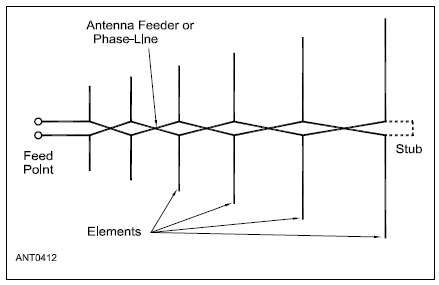 Antenna Feeder or
Phase-Line
Feed
Point
Stub
Elements
ANT0412